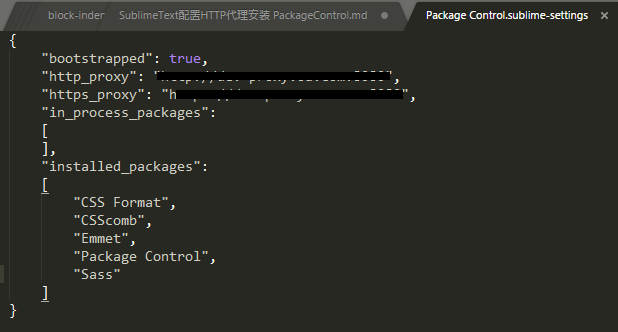 block-inder SublimeText配置HTTP代理安装 PackageControl.md Package Control.sublime-settings ×
{
"bootstrapped": true,
"http_proxy": "",
"https_proxy": "",
"in_process_packages":
[
],
"installed_packages":
[
"CSS Format",
"CSScomb",
"Emmet",
"Package Control",
"Sass"
]
}